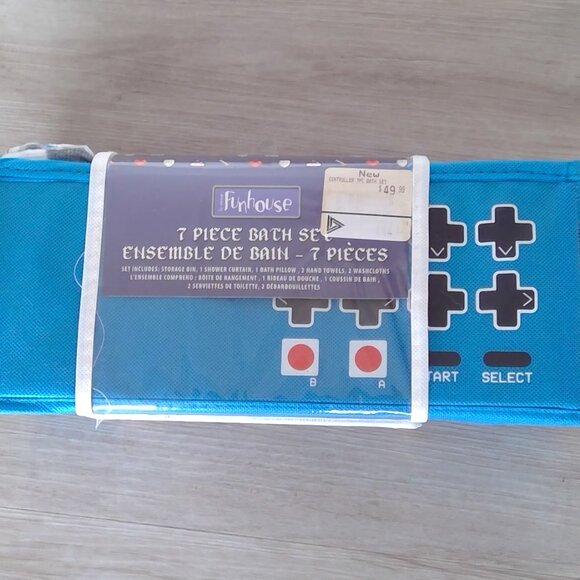 New
CONTROLLER 7PC BATH SET
$49.99
Funhouse
7 PIECE BATH SET
ENSEMBLE DE BAIN - 7 PIÈCES
SET INCLUDES: STORAGE BIN, 1 SHOWER CURTAIN, 1 BATH PILLOW, 2 HAND TOWELS, 2 WASHCLOTHS
L'ENSEMBLE COMPREND : BOÎTE DE RANGEMENT, 1 RIDEAU DE DOUCHE, 1 COUSSIN DE BAIN,
2 SERVIETTES DE TOILETTE, 2 DÉBARBOUILLETTES
B A TART SELECT